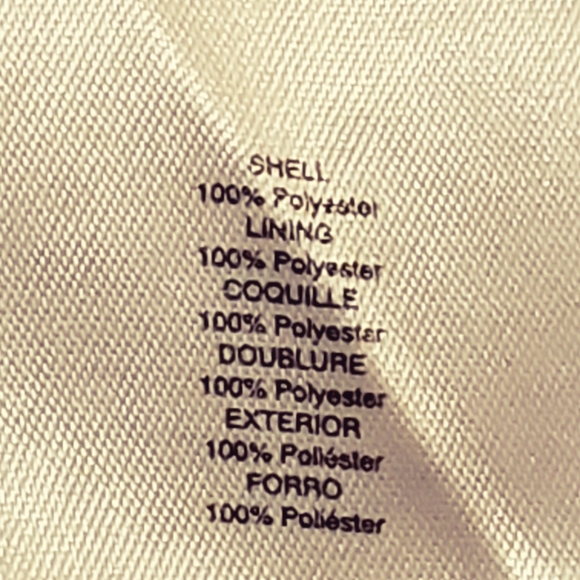 SHELL
100% Polyester
LINING
100% Polyester
COQUILLE
100% Polyester
DOUBLURE
100% Polyester
EXTERIOR
100% Poliéster
FORRO
100% Poliéster